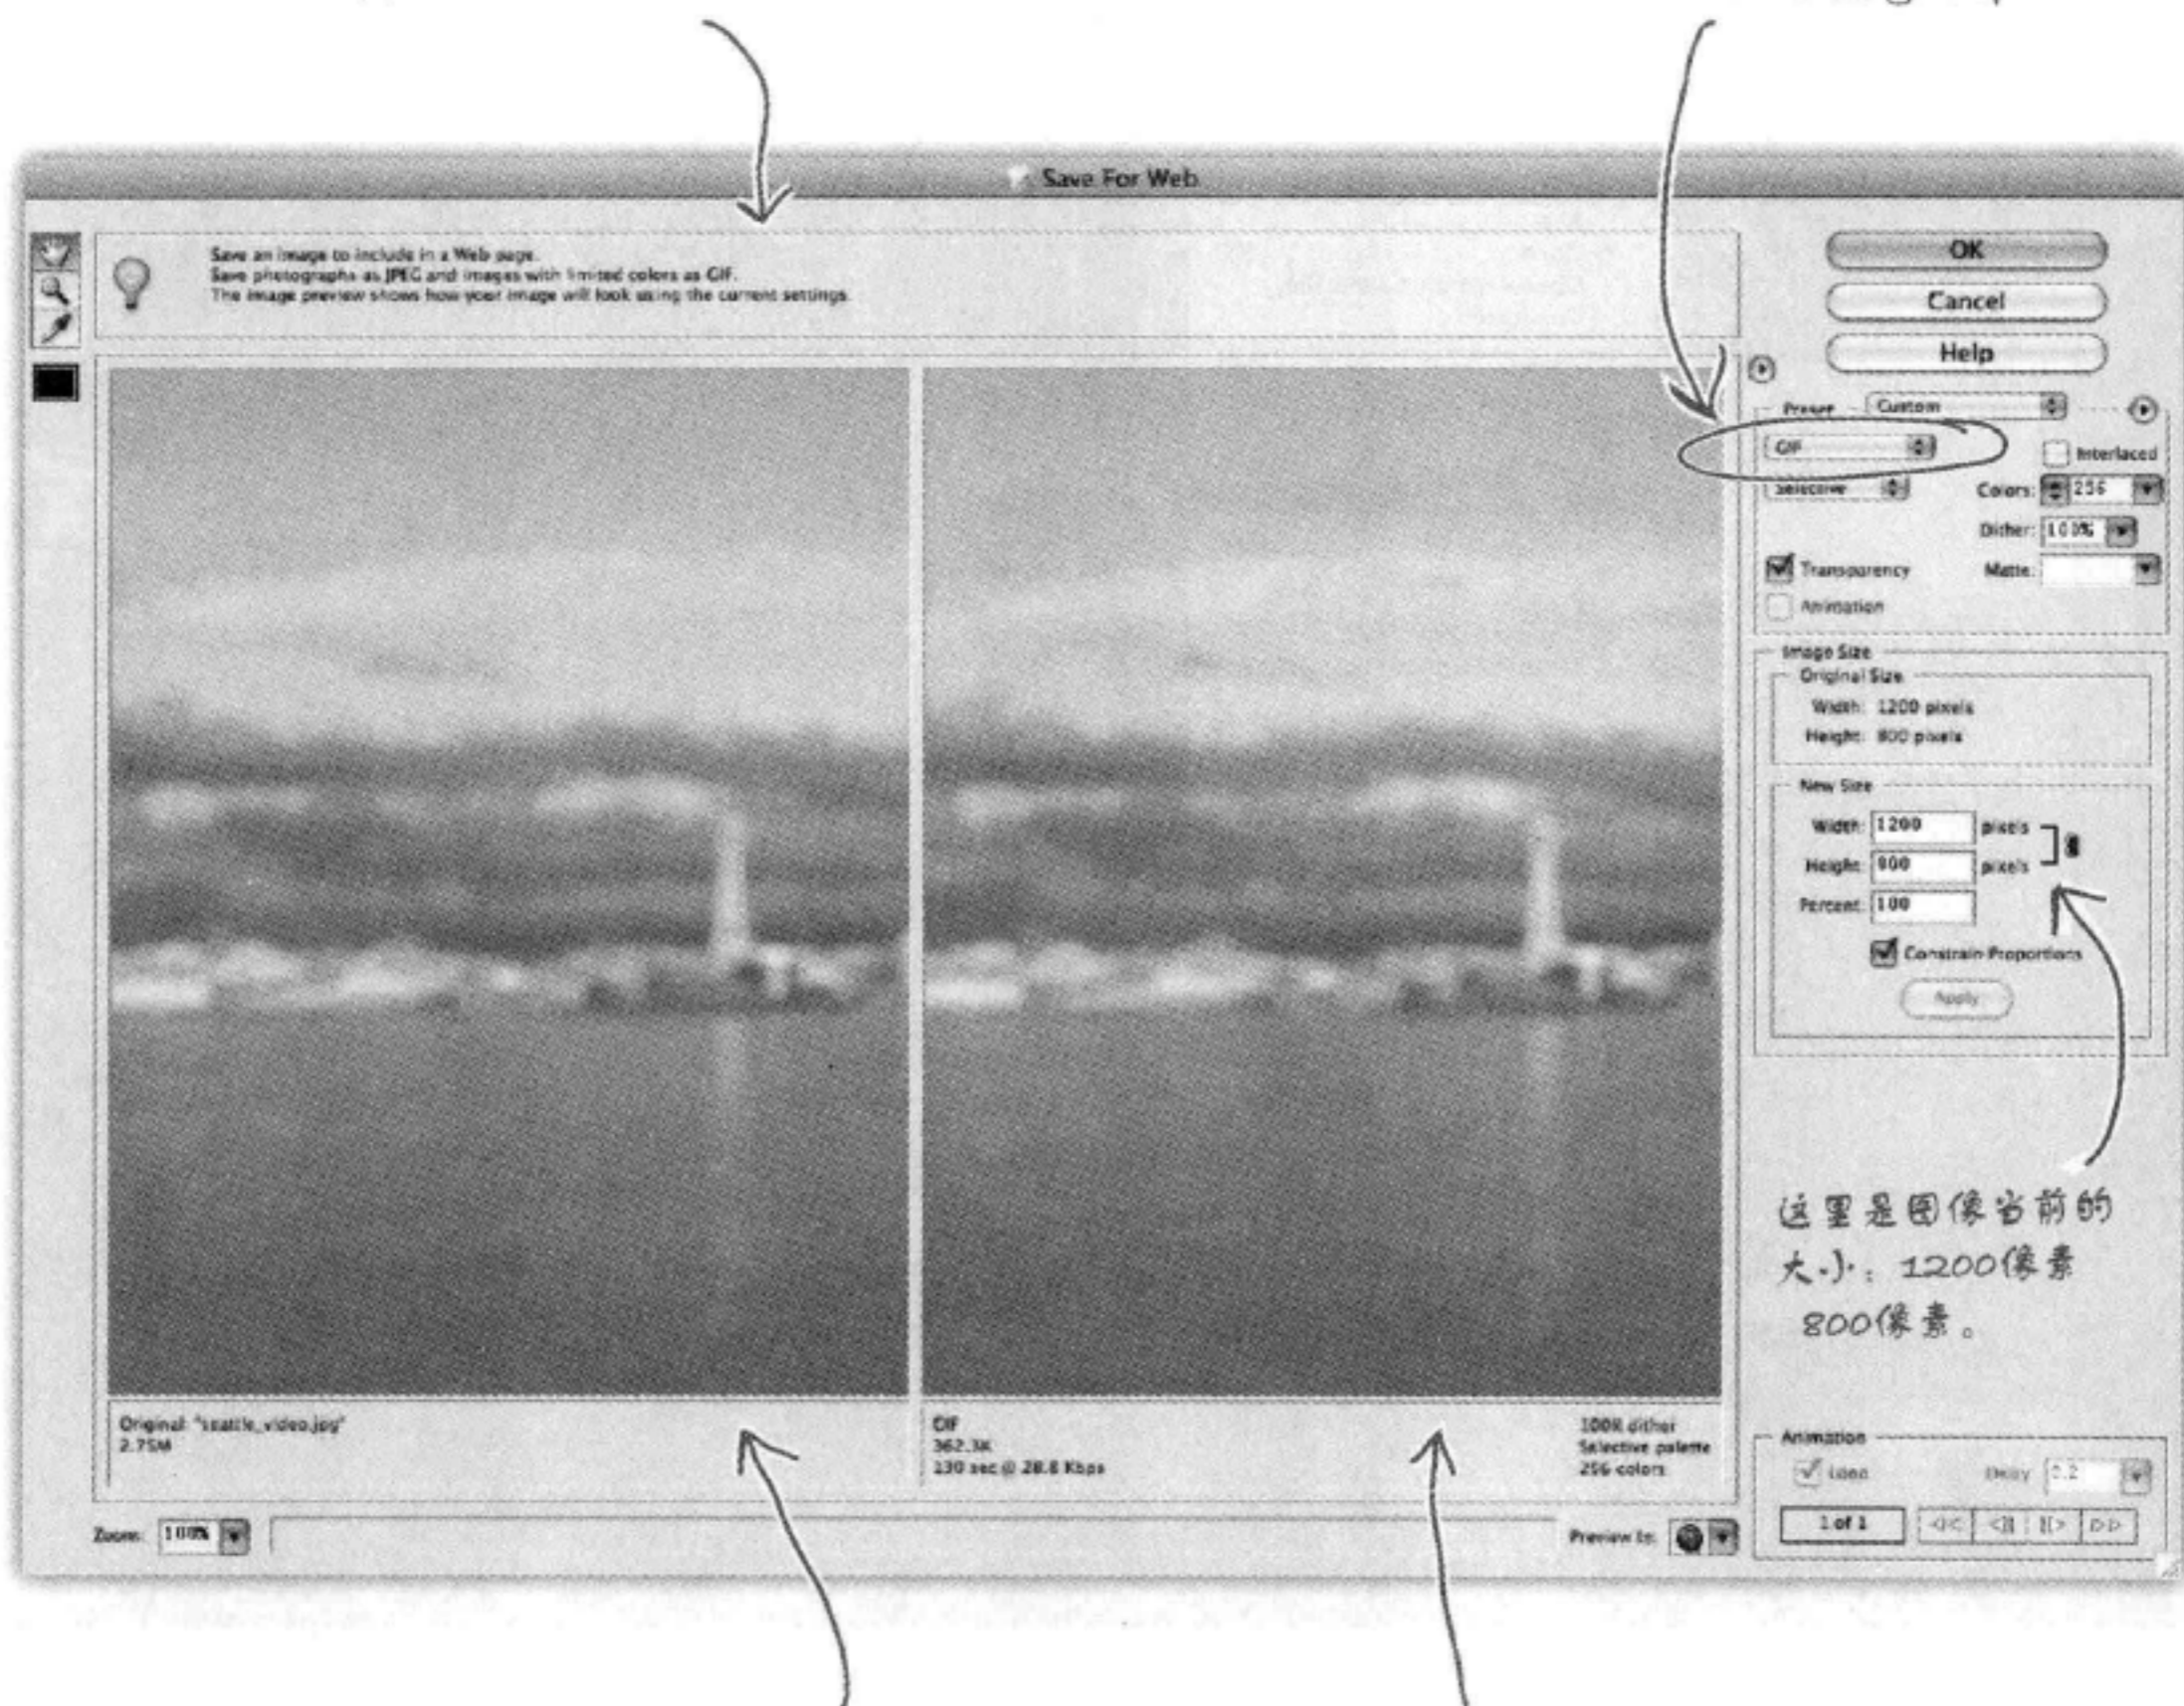 Save For Web
Save an image to include in a Web page.
Save photographs as JPEG and images with limited colors as GIF.
The image preview shows how your image will look using the current settings.
OK
Cancel
Help
Preset
Custom
GIF
Interlaced
Selective
Colors: 256
Dither: 100%
Transparency
Matte:
Animation
Image Size
Original Size
Width: 1200 pixels
Height: 800 pixels
New Size
Width: 1200 pixels
Height: 800 pixels
Percent: 100
Constrain Proportions
Apply
这里是图像当前的
大小：1200像素
800像素。
Original: "seattle_video.jpg"
2.75M
GIF
362.3K
130 sec @ 28.8 Kbps
100% dither
Selective palette
256 colors
Animation
Loop
Delay 0.2
1 of 1
Zoom: 100%
Preview In: